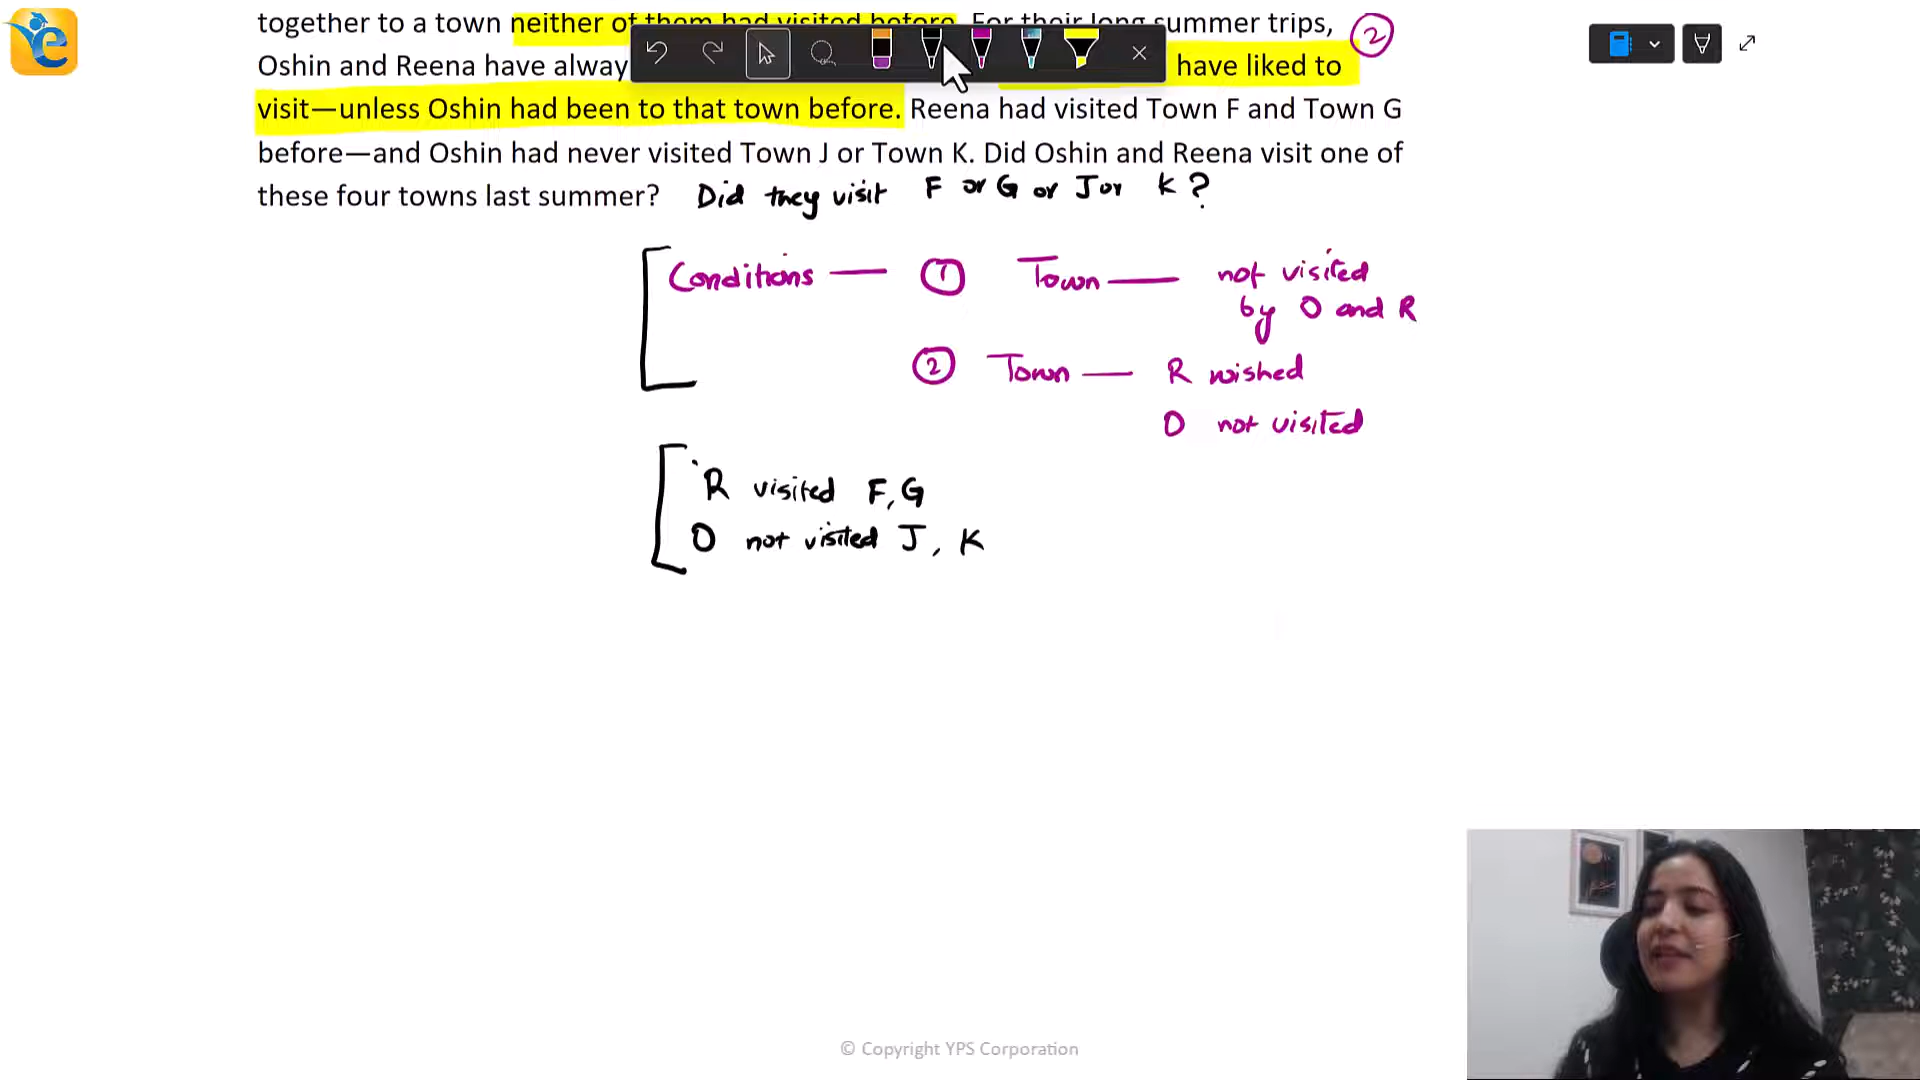 together to a town neither of them had visited before. For their long summer trips, 2
Oshin and Reena have alway have liked to
visit—unless Oshin had been to that town before. Reena had visited Town F and Town G
before—and Oshin had never visited Town J or Town K. Did Oshin and Reena visit one of
these four towns last summer? Did they visit F or G or J or K ?
Conditions — 1 Town — not visited
by O and R
2 Town — R wished
O not visited
R visited F, G
O not visited J, K
© Copyright YPS Corporation